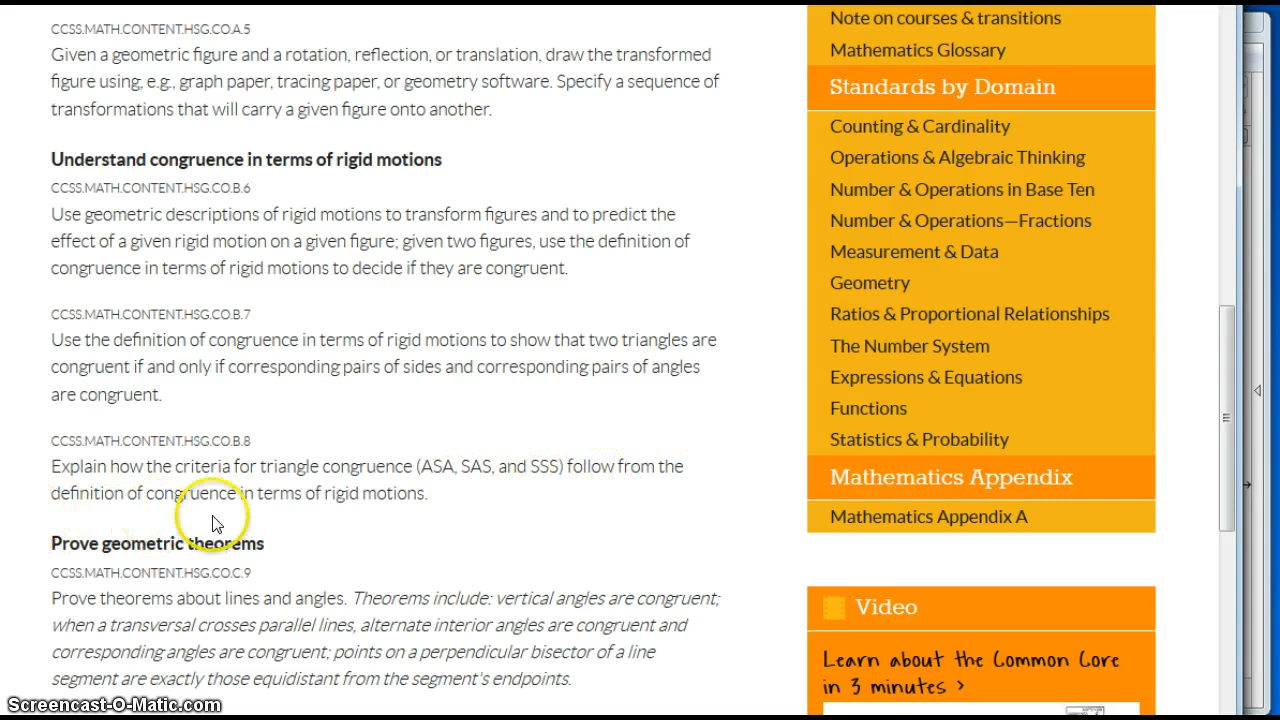 CCSS.MATH.CONTENT.HSG.CO.A.5
Given a geometric figure and a rotation, reflection, or translation, draw the transformed
figure using, e.g., graph paper, tracing paper, or geometry software. Specify a sequence of
transformations that will carry a given figure onto another.
Understand congruence in terms of rigid motions
CCSS.MATH.CONTENT.HSG.CO.B.6
Use geometric descriptions of rigid motions to transform figures and to predict the
effect of a given rigid motion on a given figure; given two figures, use the definition of
congruence in terms of rigid motions to decide if they are congruent.
CCSS.MATH.CONTENT.HSG.CO.B.7
Use the definition of congruence in terms of rigid motions to show that two triangles are
congruent if and only if corresponding pairs of sides and corresponding pairs of angles
are congruent.
CCSS.MATH.CONTENT.HSG.CO.B.8
Explain how the criteria for triangle congruence (ASA, SAS, and SSS) follow from the
definition of congruence in terms of rigid motions.
Prove geometric theorems
CCSS.MATH.CONTENT.HSG.CO.C.9
Prove theorems about lines and angles. Theorems include: vertical angles are congruent;
when a transversal crosses parallel lines, alternate interior angles are congruent and
corresponding angles are congruent; points on a perpendicular bisector of a line
segment are exactly those equidistant from the segment's endpoints.
Note on courses & transitions
Mathematics Glossary
Standards by Domain
Counting & Cardinality
Operations & Algebraic Thinking
Number & Operations in Base Ten
Number & Operations—Fractions
Measurement & Data
Geometry
Ratios & Proportional Relationships
The Number System
Expressions & Equations
Functions
Statistics & Probability
Mathematics Appendix
Mathematics Appendix A
Video
Learn about the Common Core
in 3 minutes >
Screencast-O-Matic.com